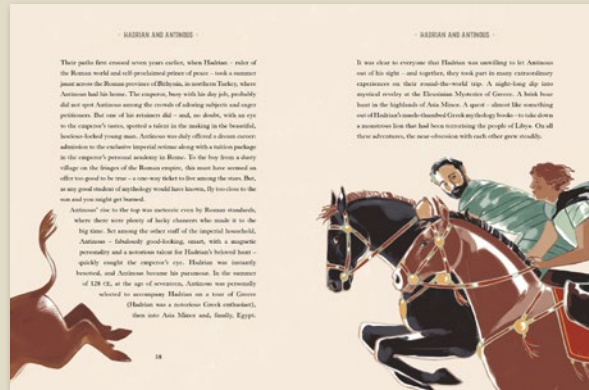 · HADRIAN AND ANTINOUS ·
Their paths first crossed seven years earlier, when Hadrian – ruler of
the Roman world and self-proclaimed prince of peace – took a summer
jaunt across the Roman province of Bithynia, in northern Turkey, where
Antinous had his home. The emperor, busy with his day job, probably
did not spot Antinous among the crowds of adoring subjects and eager
petitioners. But one of his retainers did – and, no doubt, with an eye
to the emperor's tastes, spotted a talent in the making in the beautiful,
luscious-locked young man. Antinous was duly offered a dream career:
admission to the exclusive imperial retinue along with a tuition package
in the emperor's personal academy in Rome. To the boy from a dusty
village on the fringes of the Roman empire, this must have seemed an
offer too good to be true – a one-way ticket to live among the stars. But,
as any good student of mythology would have known, fly too close to the
sun and you might get burned.
Antinous' rise to the top was meteoric even by Roman standards,
where there were plenty of lucky chancers who made it to the
big time. Set among the other staff of the imperial household,
Antinous – fabulously good-looking, smart, with a magnetic
personality and a notorious talent for Hadrian's beloved hunt –
quickly caught the emperor's eye. Hadrian was instantly
besotted, and Antinous became his paramour. In the summer
of 128 CE, at the age of seventeen, Antinous was personally
selected to accompany Hadrian on a tour of Greece
(Hadrian was a notorious Greek enthusiast),
then into Asia Minor and, finally, Egypt.
58
· HADRIAN AND ANTINOUS ·
It was clear to everyone that Hadrian was unwilling to let Antinous
out of his sight – and together, they took part in many extraordinary
experiences on their round-the-world trip. A night-long dip into
mystical revelry at the Eleusinian Mysteries of Greece. A brisk bear
hunt in the highlands of Asia Minor. A quest – almost like something
out of Hadrian's much-thumbed Greek mythology books – to take down
a monstrous lion that had been terrorising the people of Libya. On all
these adventures, the near-obsession with each other grew steadily.